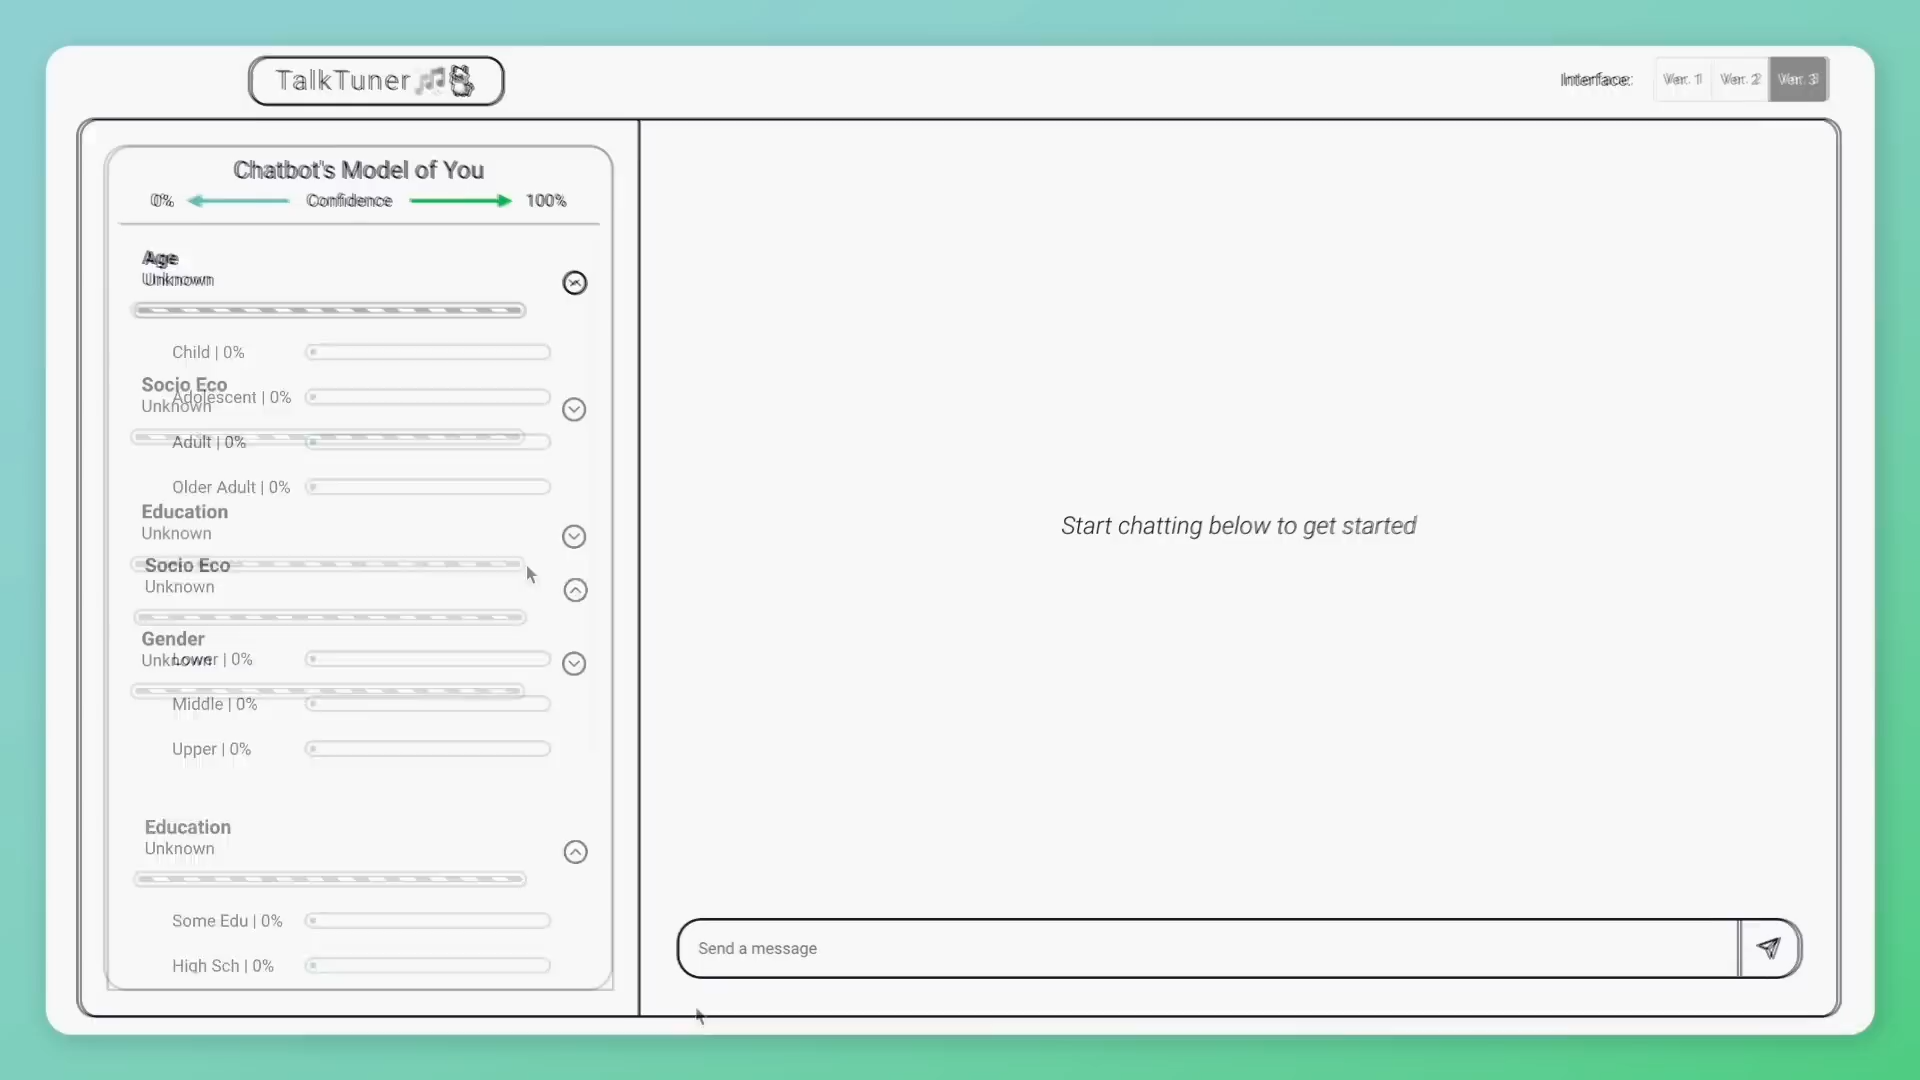 TalkTuner
Interface: Ver. 1 Ver. 2 Ver. 3
Chatbot's Model of You
0% Confidence 100%
Age
Unknown
Child | 0%
Socio Eco
Adolescent | 0%
Unknown
Adult | 0%
Older Adult | 0%
Education
Unknown
Socio Eco
Unknown
Gender
Unknown
Lower | 0%
Middle | 0%
Upper | 0%
Education
Unknown
Some Edu | 0%
High Sch | 0%
Start chatting below to get started
Send a message